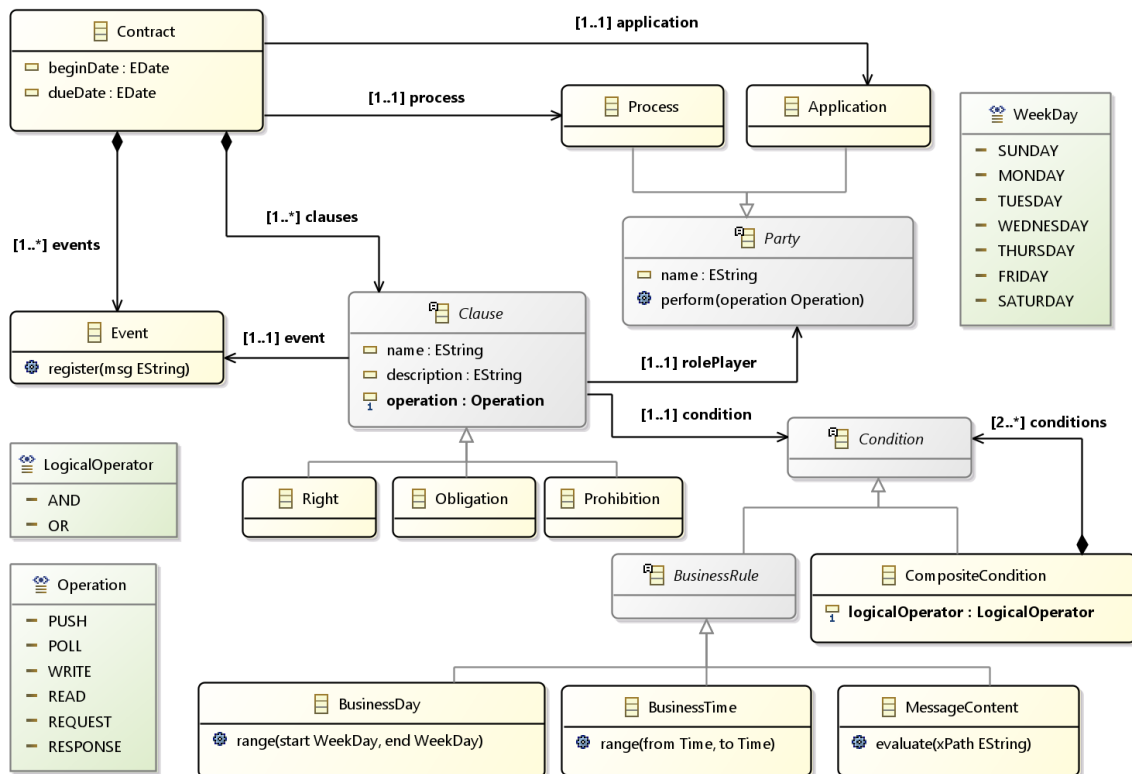 Contract
beginDate : EDate
dueDate : EDate
[1..1] application
[1..1] process
Process
Application
WeekDay
SUNDAY
MONDAY
TUESDAY
WEDNESDAY
THURSDAY
FRIDAY
SATURDAY
[1..*] clauses
[1..*] events
Party
name : EString
perform(operation Operation)
Event
register(msg EString)
[1..1] event
Clause
name : EString
description : EString
1
operation : Operation
[1..1] rolePlayer
[1..1] condition
Condition
[2..*] conditions
LogicalOperator
AND
OR
Right
Obligation
Prohibition
Operation
PUSH
POLL
WRITE
READ
REQUEST
RESPONSE
BusinessRule
CompositeCondition
1
logicalOperator : LogicalOperator
BusinessDay
range(start WeekDay, end WeekDay)
BusinessTime
range(from Time, to Time)
MessageContent
evaluate(xPath EString)